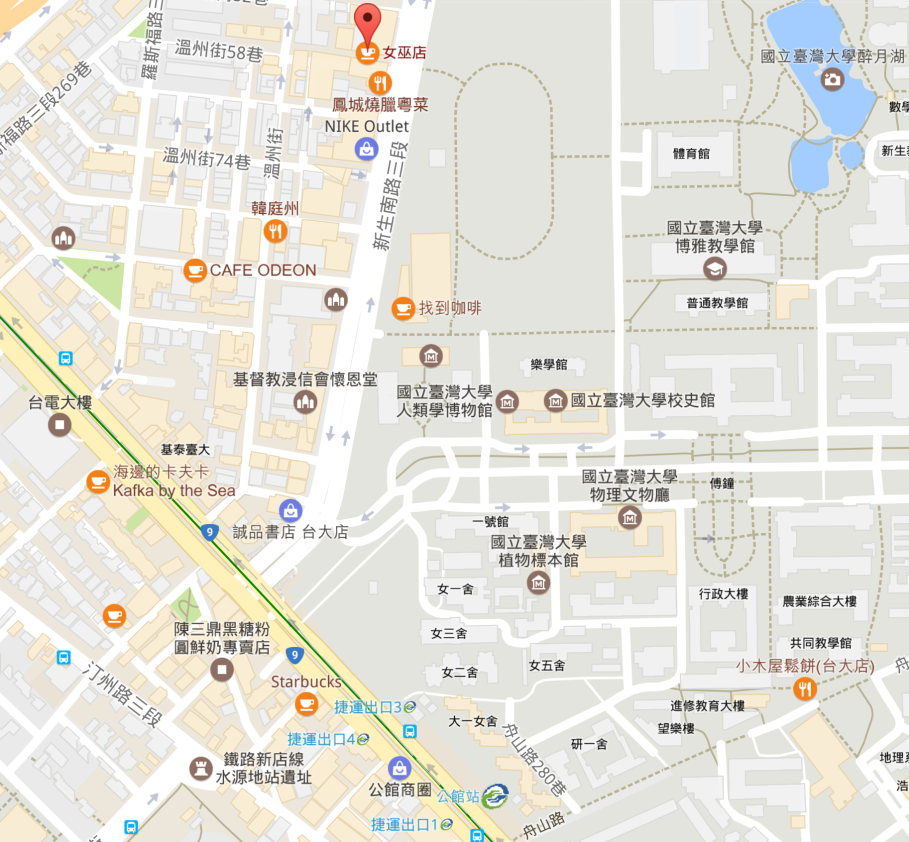 溫州街58巷
羅斯福路三段
女巫店
國立臺灣大學醉月湖
福路三段269巷
鳳城燒臘粵菜
NIKE Outlet
數學
體育館
新生
溫州街74巷
溫州街
新生南路三段
韓庭州
國立臺灣大學
博雅教學館
CAFE ODEON
找到咖啡
普通教學館
樂學館
基督教浸信會懷恩堂
國立臺灣大學
人類學博物館
國立臺灣大學校史館
台電大樓
基泰臺大
海邊的卡夫卡
Kafka by the Sea
國立臺灣大學
物理文物廳
傅鐘
9
誠品書店 台大店
一號館
國立臺灣大學
植物標本館
女一舍
行政大樓
農業綜合大樓
陳三鼎黑糖粉
圓鮮奶專賣店
女三舍
共同教學館
9
女二舍
女五舍
小木屋鬆餅(台大店)
舟
汀州路三段
Starbucks
捷運出口3
大一女舍
進修教育大樓
望樂樓
舟山路280巷
研一舍
捷運出口4
鐵路新店線
水源地站遺址
地理
公館商圈
公館站
浩
捷運出口1
舟山路